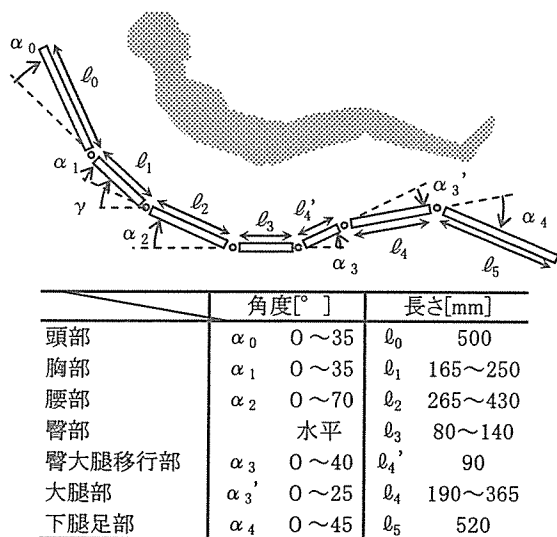 α₀
ℓ₀
α₁
ℓ₁
γ
α₂
ℓ₂
ℓ₃
ℓ₄'
α₃
α₃'
ℓ₄
α₄
ℓ₅
角度[°] 長さ[mm]
頭部 α₀ 0～35 ℓ₀ 500
胸部 α₁ 0～35 ℓ₁ 165～250
腰部 α₂ 0～70 ℓ₂ 265～430
臀部 水平 ℓ₃ 80～140
臀大腿移行部 α₃ 0～40 ℓ₄' 90
大腿部 α₃' 0～25 ℓ₄ 190～365
下腿足部 α₄ 0～45 ℓ₅ 520